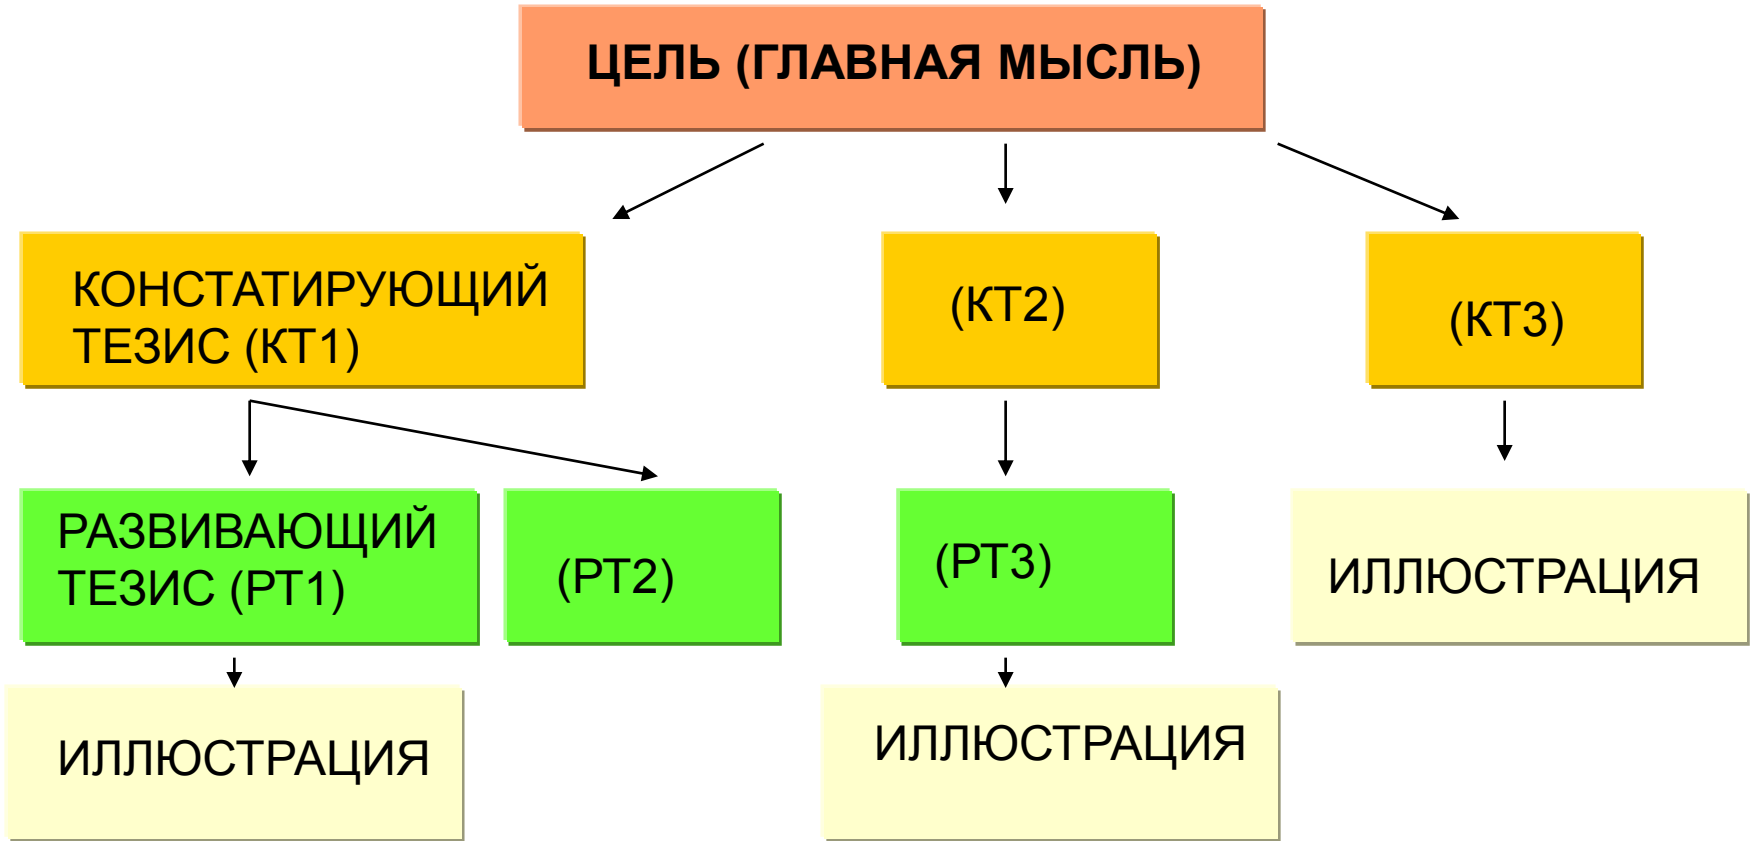 ЦЕЛЬ (ГЛАВНАЯ МЫСЛЬ)
КОНСТАТИРУЮЩИЙ
ТЕЗИС (КТ1)
(КТ2)
(КТ3)
РАЗВИВАЮЩИЙ
ТЕЗИС (РТ1)
(РТ2)
(РТ3)
ИЛЛЮСТРАЦИЯ
ИЛЛЮСТРАЦИЯ
ИЛЛЮСТРАЦИЯ